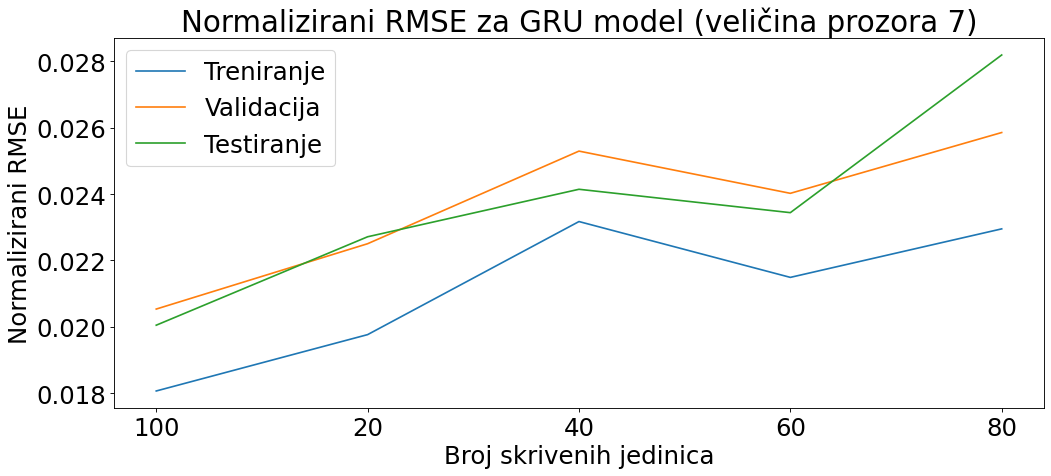 Normalizirani RMSE za GRU model (veličina prozora 7)
Treniranje
Validacija
Testiranje
Normalizirani RMSE
0.028
0.026
0.024
0.022
0.020
0.018
100 20 40 60 80
Broj skrivenih jedinica